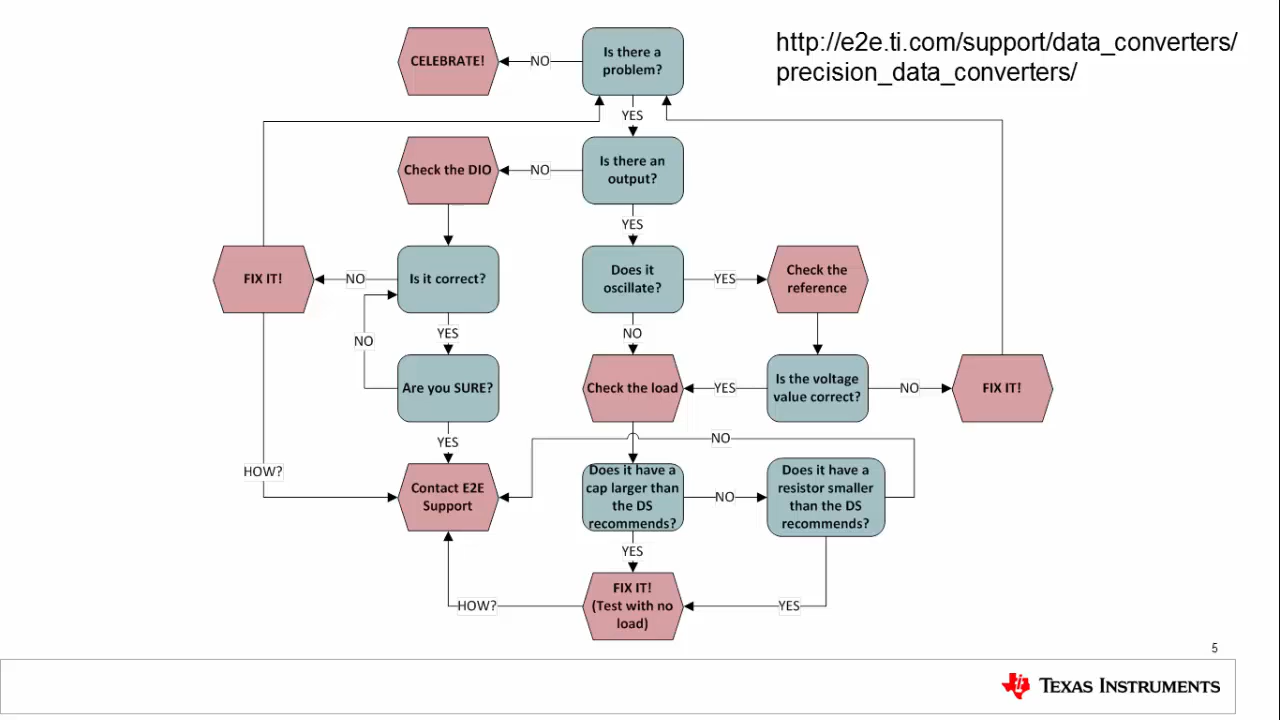 http://e2e.ti.com/support/data_converters/
precision_data_converters/
CELEBRATE!
NO
Is there a
problem?
YES
Check the DIO
NO
Is there an
output?
YES
FIX IT!
NO
Is it correct?
Does it
oscillate?
YES
Check the
reference
NO
YES
NO
Are you SURE?
Check the load
YES
Is the voltage
value correct?
NO
FIX IT!
YES
NO
HOW?
Contact E2E
Support
Does it have a
cap larger than
the DS
recommends?
NO
Does it have a
resistor smaller
than the DS
recommends?
YES
HOW?
FIX IT!
(Test with no
load)
YES
5
TEXAS INSTRUMENTS